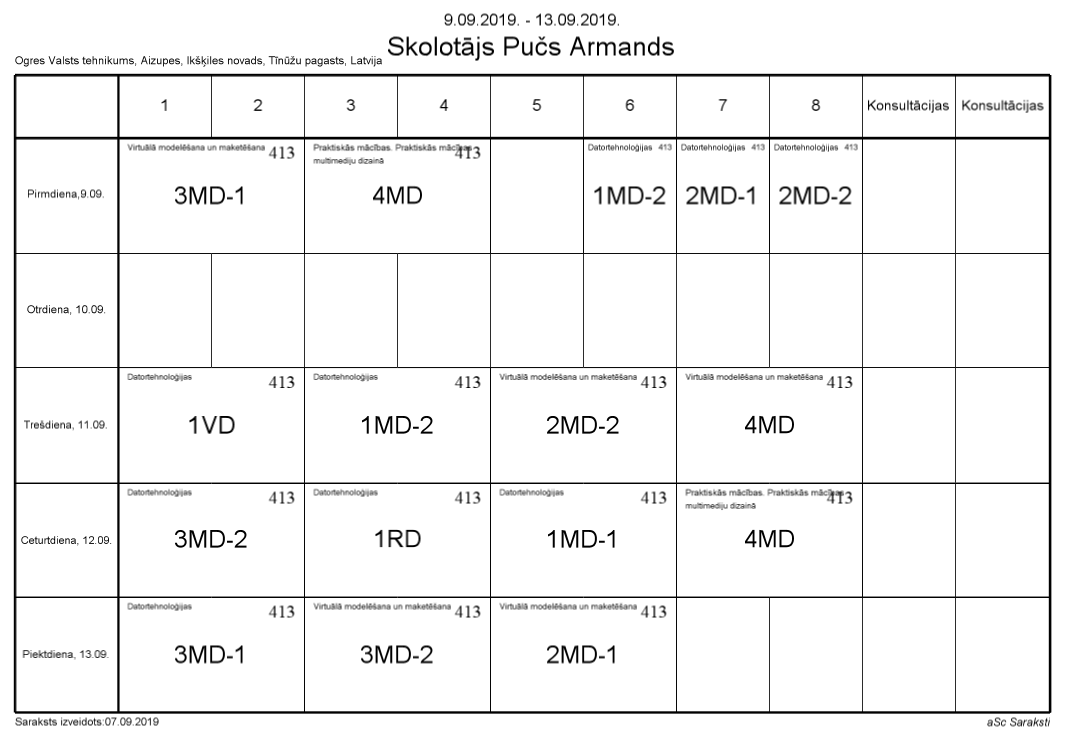 9.09.2019. - 13.09.2019.
Skolotājs Pučs Armands
Ogres Valsts tehnikums, Aizupes, Ikšķiles novads, Tīnūžu pagasts, Latvija
1 2 3 4 5 6 7 8 Konsultācijas Konsultācijas
Pirmdiena,9.09.
Virtuālā modelēšana un maketēšana 413
3MD-1
Praktiskās mācības. Praktiskās mācības 413
multimediju dizainā
4MD
Datortehnoloģijas 413
1MD-2
Datortehnoloģijas 413
2MD-1
Datortehnoloģijas 413
2MD-2
Otrdiena, 10.09.
Trešdiena, 11.09.
Datortehnoloģijas 413
1VD
Datortehnoloģijas 413
1MD-2
Virtuālā modelēšana un maketēšana 413
2MD-2
Virtuālā modelēšana un maketēšana 413
4MD
Ceturtdiena, 12.09.
Datortehnoloģijas 413
3MD-2
Datortehnoloģijas 413
1RD
Datortehnoloģijas 413
1MD-1
Praktiskās mācības. Praktiskās mācības 413
multimediju dizainā
4MD
Piektdiena, 13.09.
Datortehnoloģijas 413
3MD-1
Virtuālā modelēšana un maketēšana 413
3MD-2
Virtuālā modelēšana un maketēšana 413
2MD-1
Saraksts izveidots:07.09.2019
aSc Saraksti